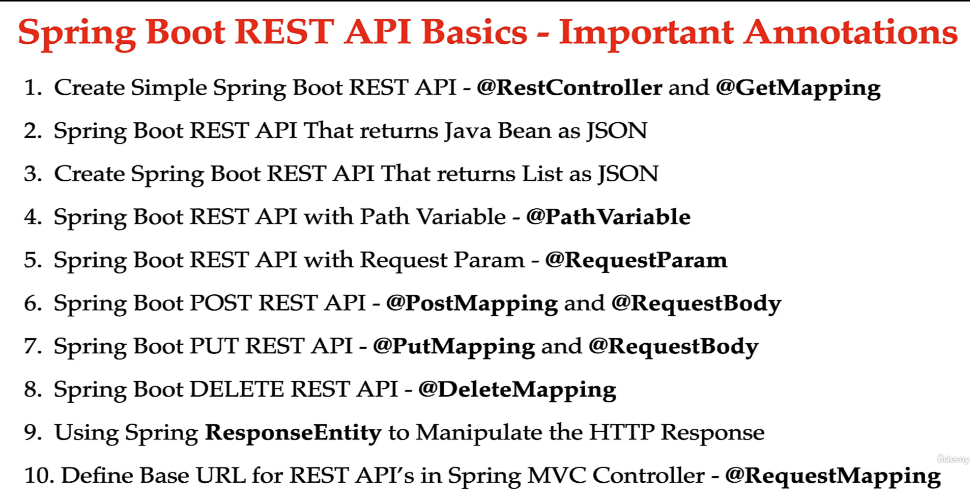 Spring Boot REST API Basics - Important Annotations
1. Create Simple Spring Boot REST API - @RestController and @GetMapping
2. Spring Boot REST API That returns Java Bean as JSON
3. Create Spring Boot REST API That returns List as JSON
4. Spring Boot REST API with Path Variable - @PathVariable
5. Spring Boot REST API with Request Param - @RequestParam
6. Spring Boot POST REST API - @PostMapping and @RequestBody
7. Spring Boot PUT REST API - @PutMapping and @RequestBody
8. Spring Boot DELETE REST API - @DeleteMapping
9. Using Spring ResponseEntity to Manipulate the HTTP Response
ûdemy
10. Define Base URL for REST API's in Spring MVC Controller - @RequestMapping